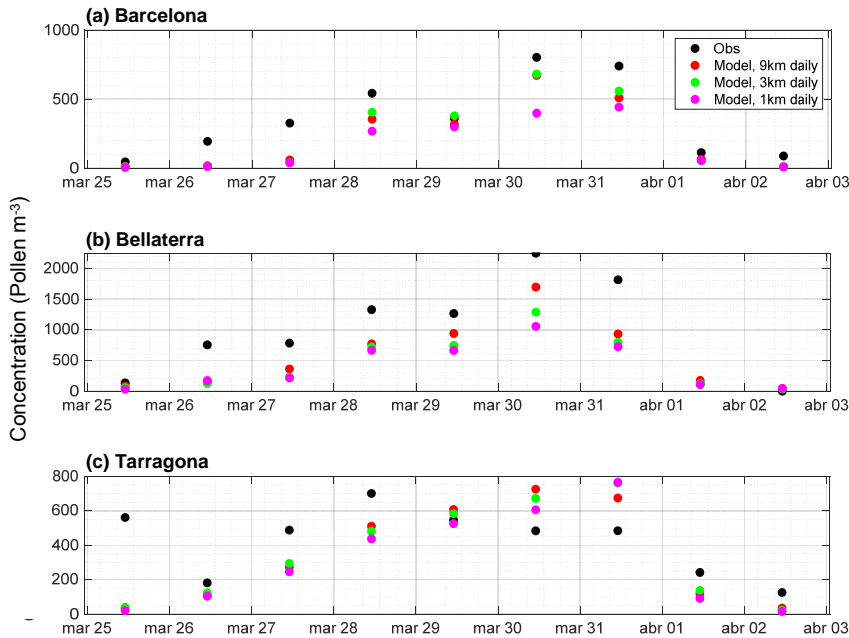 (a) Barcelona
1000
500
0
mar 25 mar 26 mar 27 mar 28 mar 29 mar 30 mar 31 abr 01 abr 02 abr 03
Obs
Model, 9km daily
Model, 3km daily
Model, 1km daily
Concentration (Pollen m-3)
(b) Bellaterra
2000
1500
1000
500
0
mar 25 mar 26 mar 27 mar 28 mar 29 mar 30 mar 31 abr 01 abr 02 abr 03
(c) Tarragona
800
600
400
200
0
mar 25 mar 26 mar 27 mar 28 mar 29 mar 30 mar 31 abr 01 abr 02 abr 03